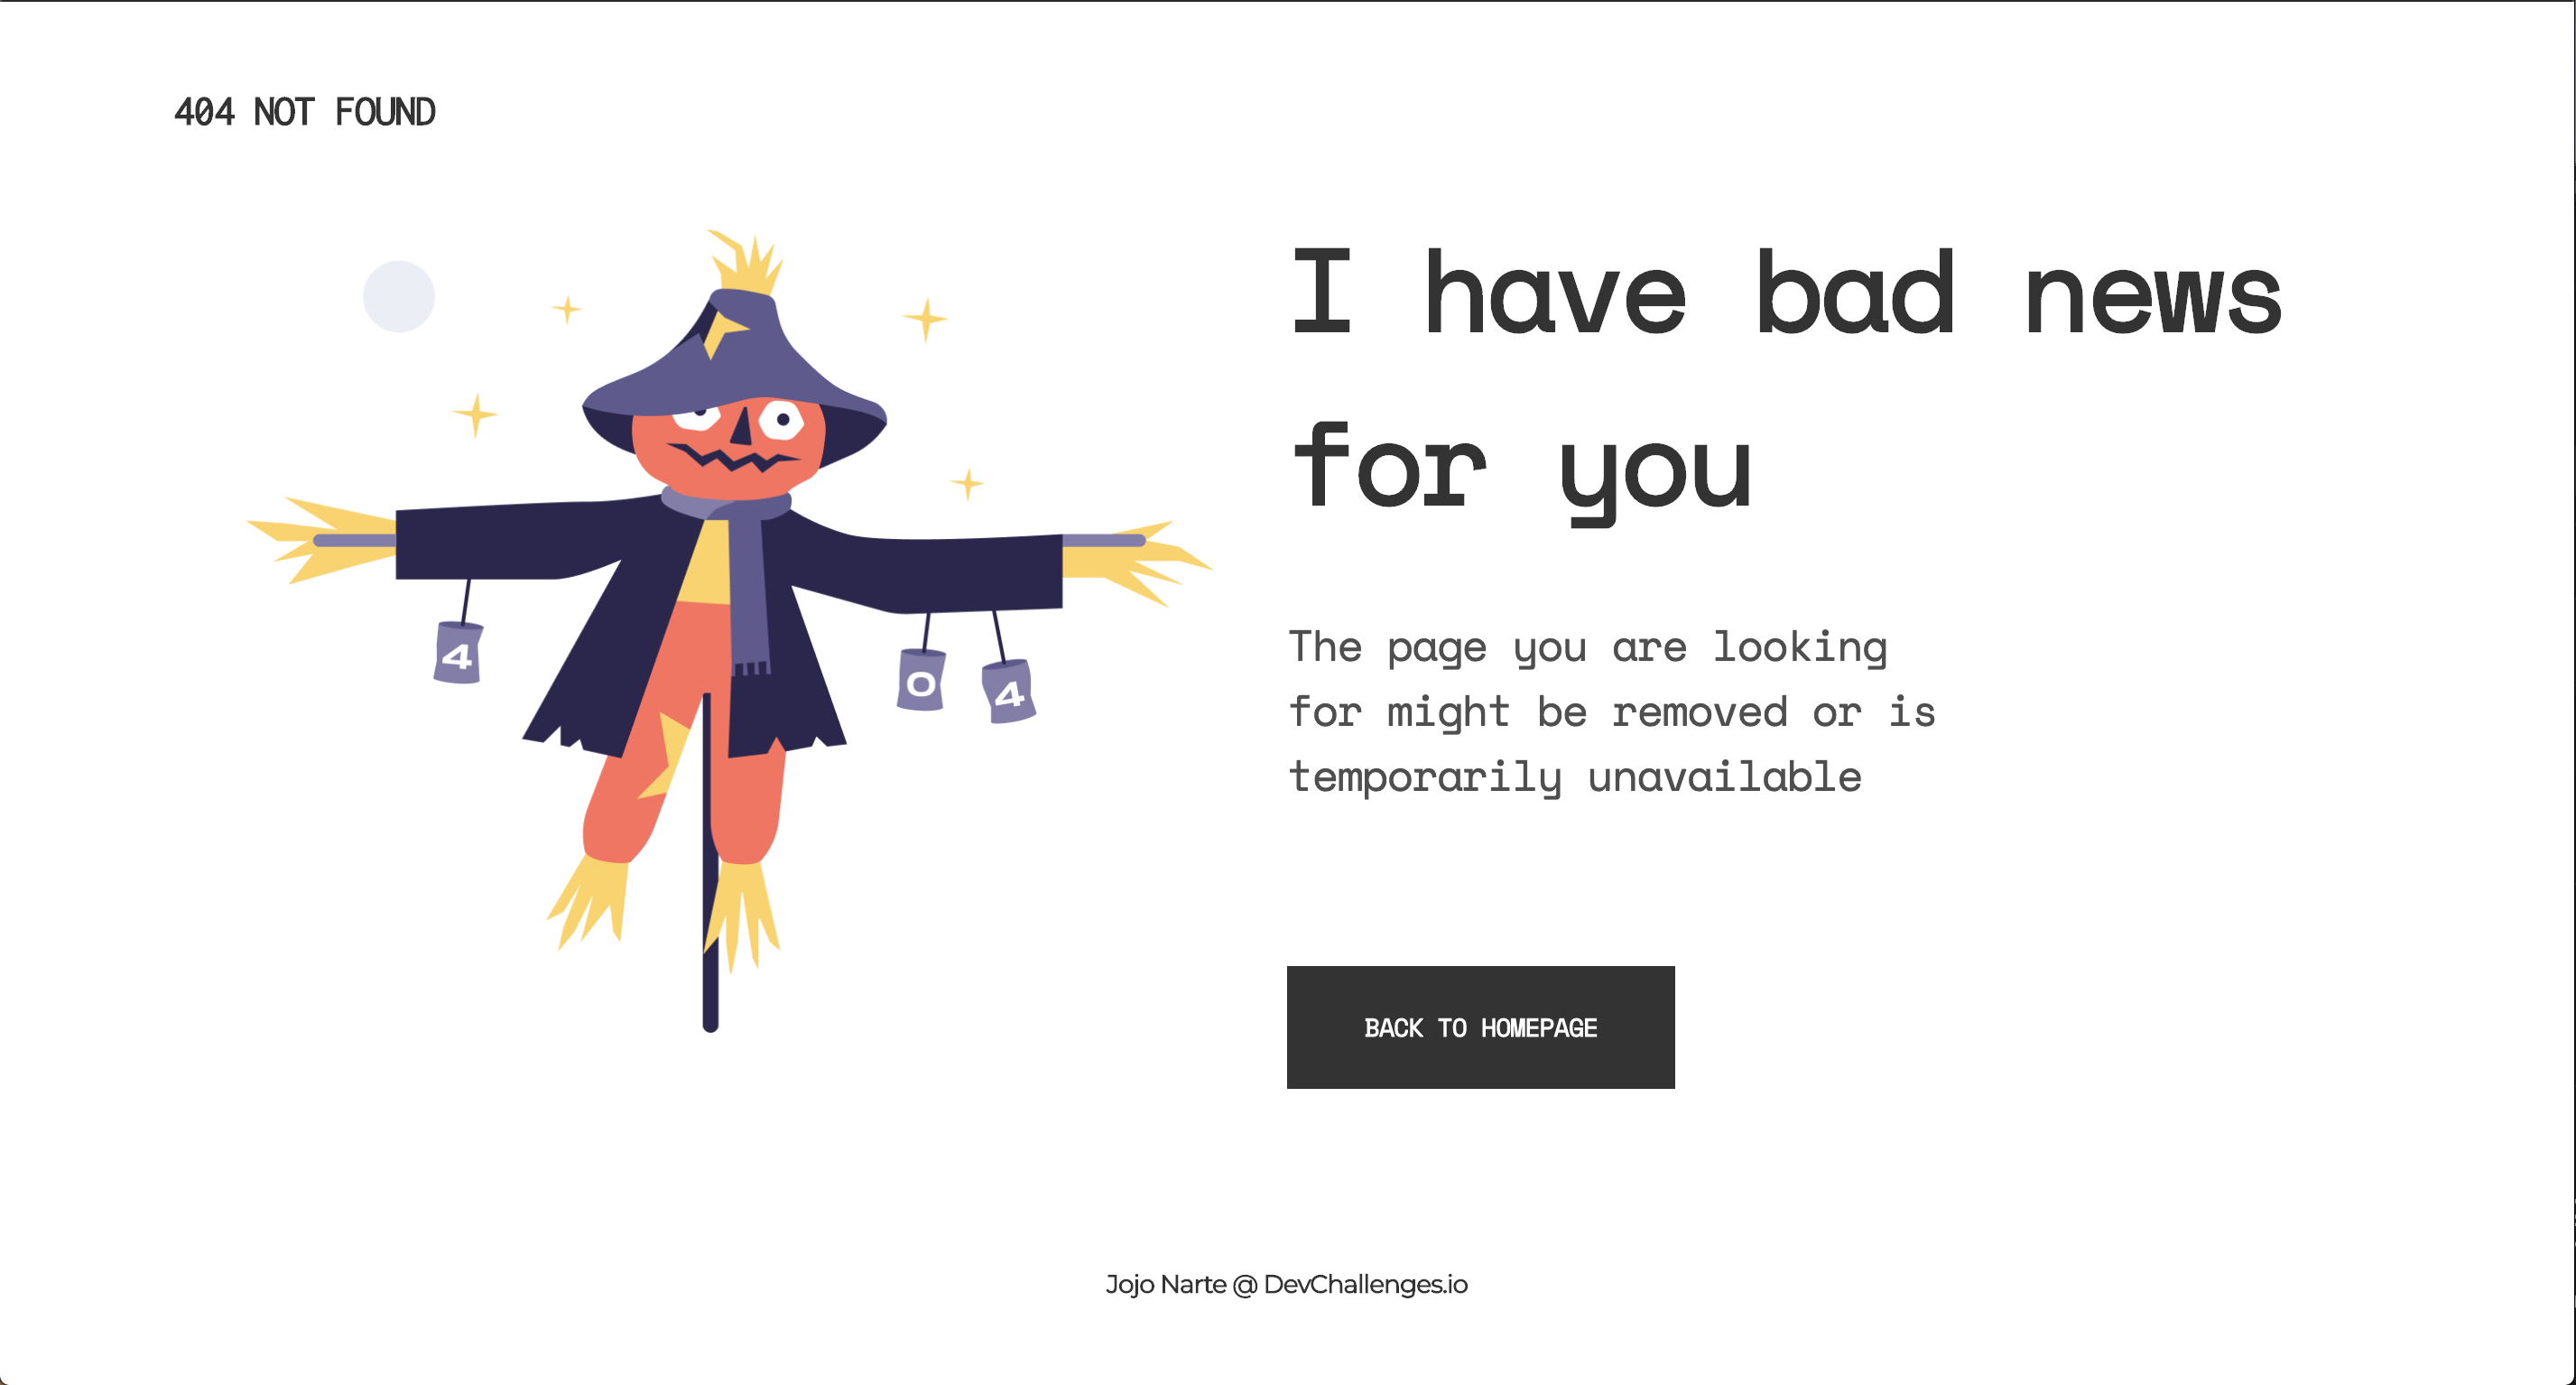 404 NOT FOUND
I have bad news
for you
4
0
4
The page you are looking
for might be removed or is
temporarily unavailable
BACK TO HOMEPAGE
Jojo Narte @ DevChallenges.io